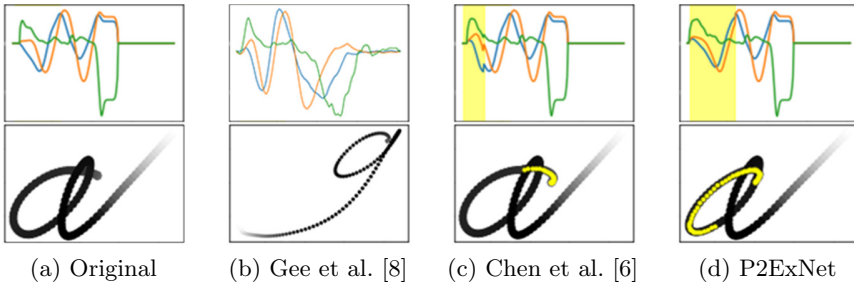 (a) Original
(b) Gee et al. [8]
(c) Chen et al. [6]
(d) P2ExNet